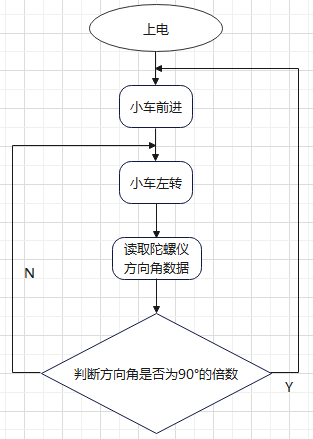 上电
小车前进
小车左转
读取陀螺仪
方向角数据
N
判断方向角是否为90°的倍数
Y